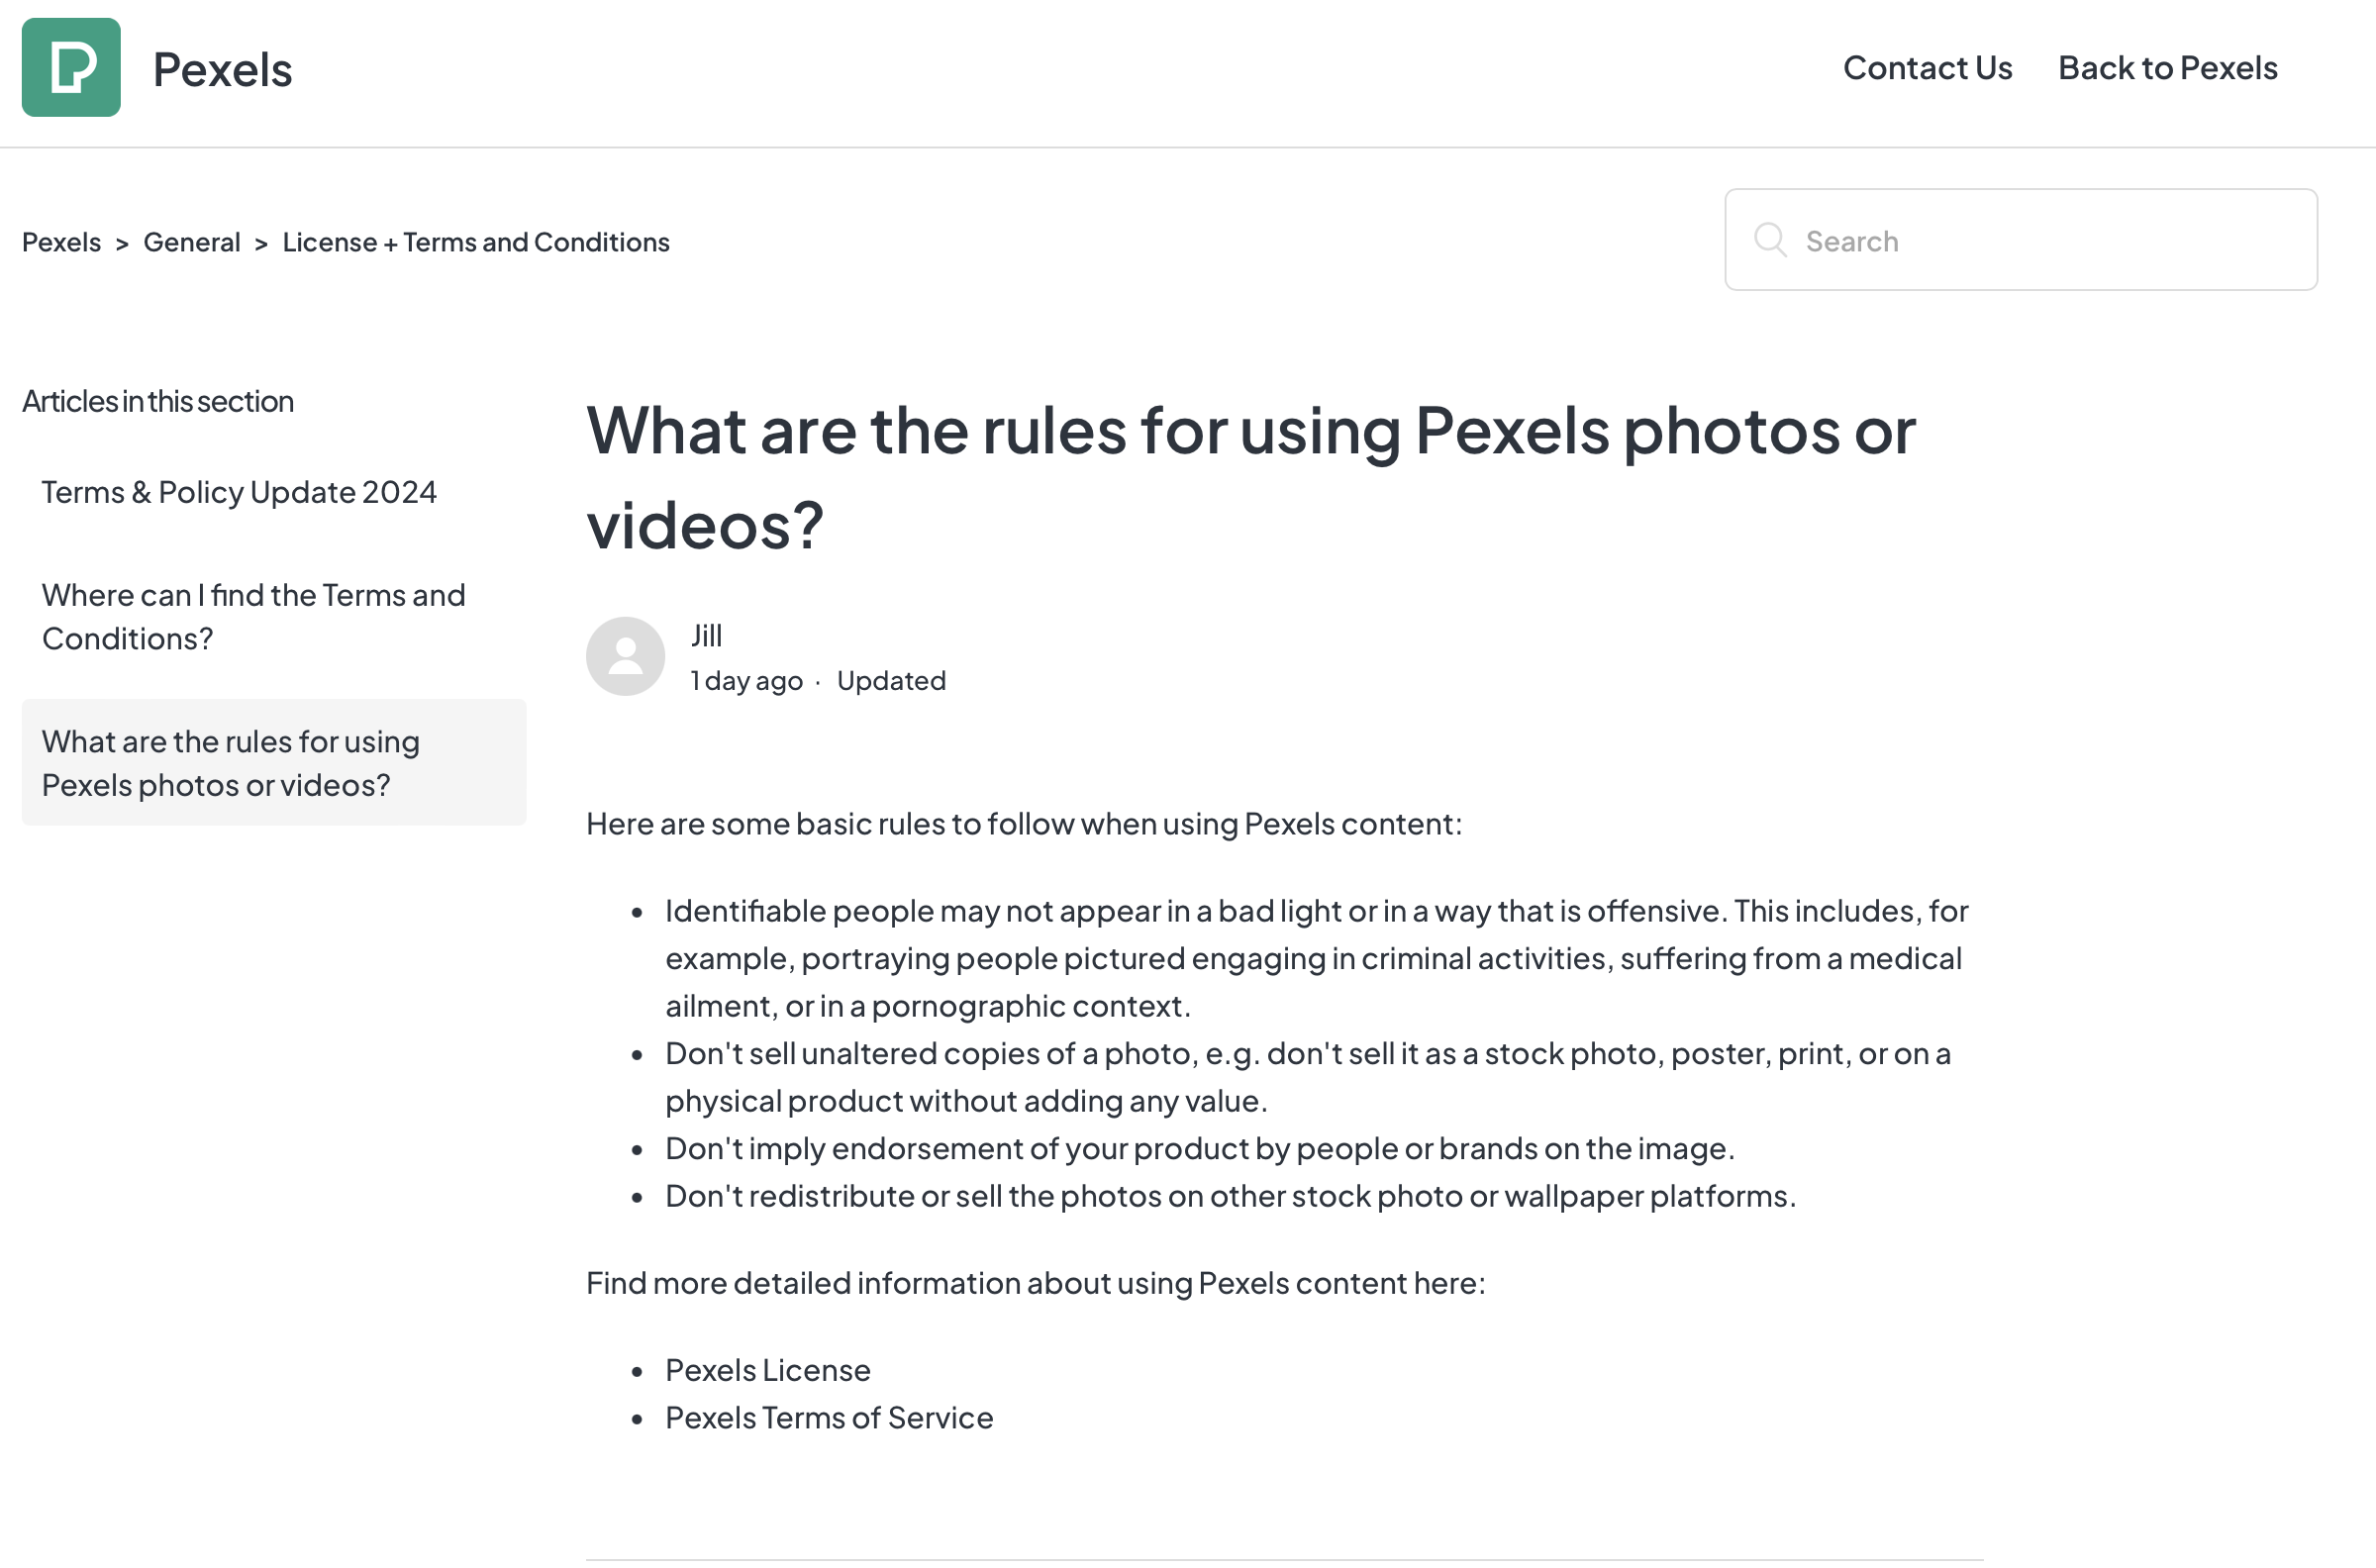 Pexels
Contact Us Back to Pexels
Pexels > General > License + Terms and Conditions
Search
Articles in this section
Terms & Policy Update 2024
Where can I find the Terms and
Conditions?
What are the rules for using
Pexels photos or videos?
What are the rules for using Pexels photos or
videos?
Jill
1 day ago · Updated
Here are some basic rules to follow when using Pexels content:
• Identifiable people may not appear in a bad light or in a way that is offensive. This includes, for
example, portraying people pictured engaging in criminal activities, suffering from a medical
ailment, or in a pornographic context.
• Don't sell unaltered copies of a photo, e.g. don't sell it as a stock photo, poster, print, or on a
physical product without adding any value.
• Don't imply endorsement of your product by people or brands on the image.
• Don't redistribute or sell the photos on other stock photo or wallpaper platforms.
Find more detailed information about using Pexels content here:
• Pexels License
• Pexels Terms of Service